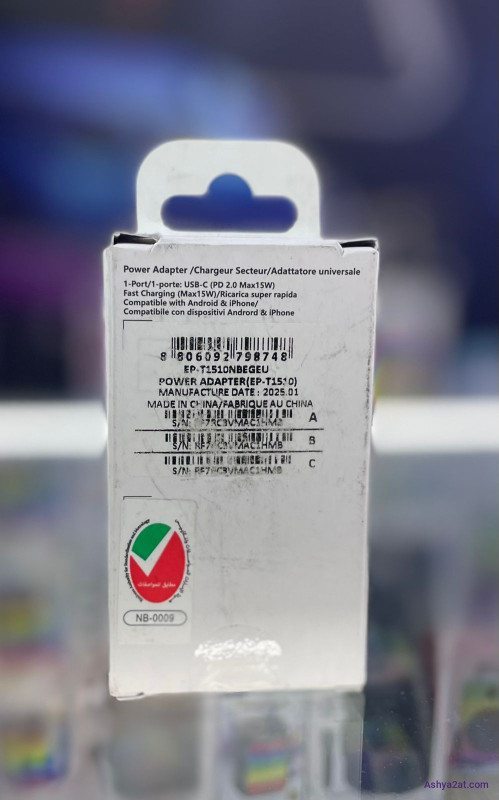 Power Adapter /Chargeur Secteur/Adattatore universale
1-Port/1-porte: USB-C (PD 2.0 Max15W)
Fast Charging (Max15W)/Ricarica super rapida
Compatible with Android & iPhone/
Compatibile con dispositivi Andrord & iPhone
8 806092 798748
EP-T1510NBEGEU
POWER ADAPTER(EP-T1510)
MANUFACTURE DATE : 2025.01
MADE IN CHINA/FABRIQUE AU CHINA
A
S/N:
B
S/N:
C
S/N:
NB-0009
Ashya2at.com